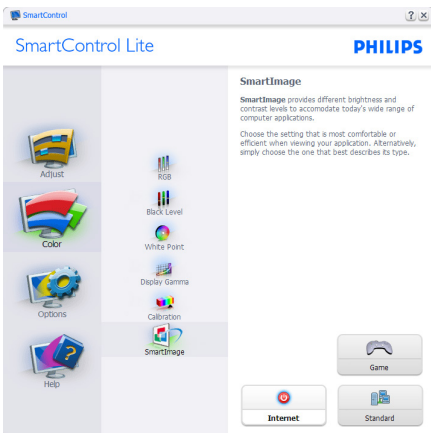 SmartControl
SmartControl Lite
PHILIPS
Adjust
Color
Options
Help
RGB
Black Level
White Point
Display Gamma
Calibration
SmartImage
SmartImage
SmartImage provides different brightness and
contrast levels to accomodate today's wide range of
computer applications.
Choose the setting that is most comfortable or
efficient when viewing your application. Alternatively,
simply choose the one that best describes its type.
Game
Internet
Standard